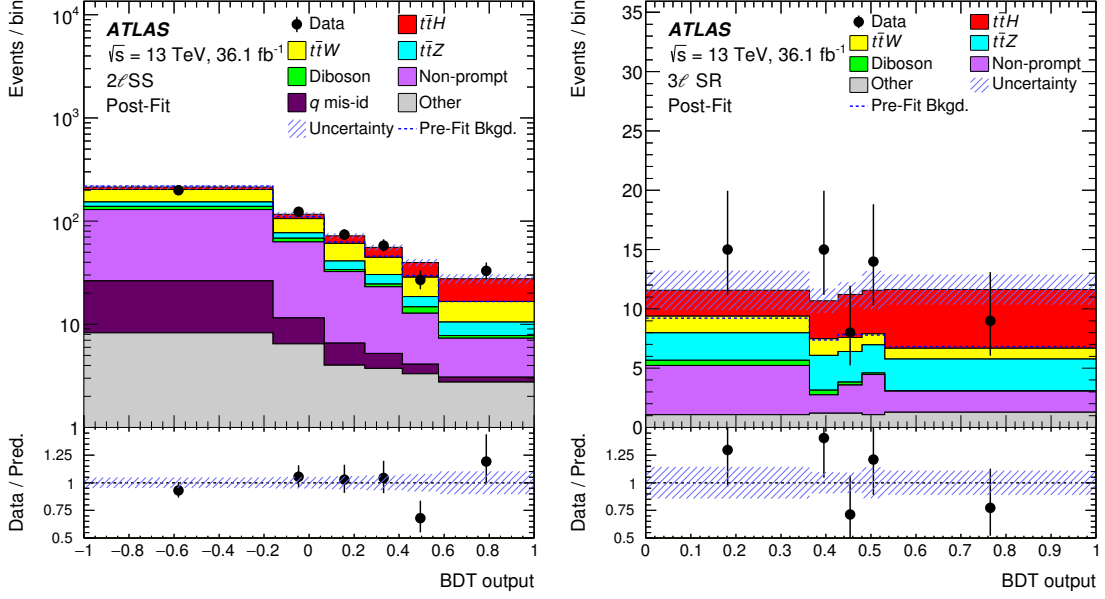 Events / bin
10⁴
10³
10²
10
1
ATLAS
√s = 13 TeV, 36.1 fb⁻¹
2ℓSS
Post-Fit
Data
tt̄H
tt̄W
tt̄Z
Diboson
Non-prompt
q mis-id
Other
Uncertainty
Pre-Fit Bkgd.
Data / Pred.
1.25
1
0.75
0.5
−1 −0.8 −0.6 −0.4 −0.2 0 0.2 0.4 0.6 0.8 1
BDT output
Events / bin
35
30
25
20
15
10
5
0
ATLAS
√s = 13 TeV, 36.1 fb⁻¹
3ℓ SR
Post-Fit
Data
tt̄H
tt̄W
tt̄Z
Diboson
Non-prompt
Other
Uncertainty
Pre-Fit Bkgd.
Data / Pred.
1.25
1
0.75
0.5
0 0.1 0.2 0.3 0.4 0.5 0.6 0.7 0.8 0.9 1
BDT output